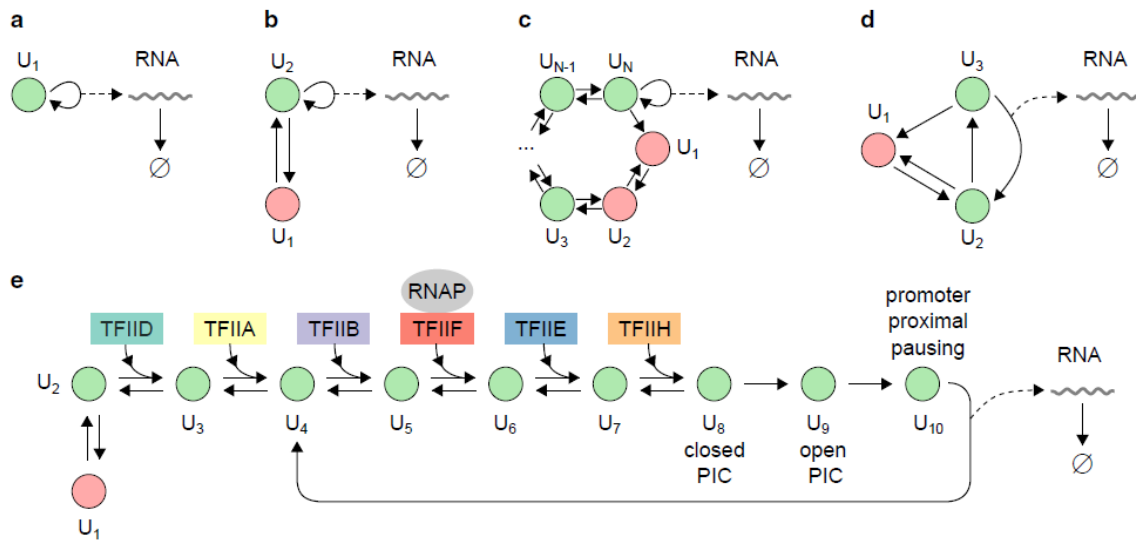 a
U1
RNA
∅
b
U2
RNA
∅
U1
c
UN-1
UN
RNA
...
U1
∅
U3
U2
d
U3
RNA
U1
∅
U2
e
RNAP
TFIID
TFIIA
TFIIB
TFIIF
TFIIE
TFIIH
promoter
proximal
pausing
RNA
U2
U3
U4
U5
U6
U7
U8
U9
U10
closed
PIC
open
PIC
∅
U1